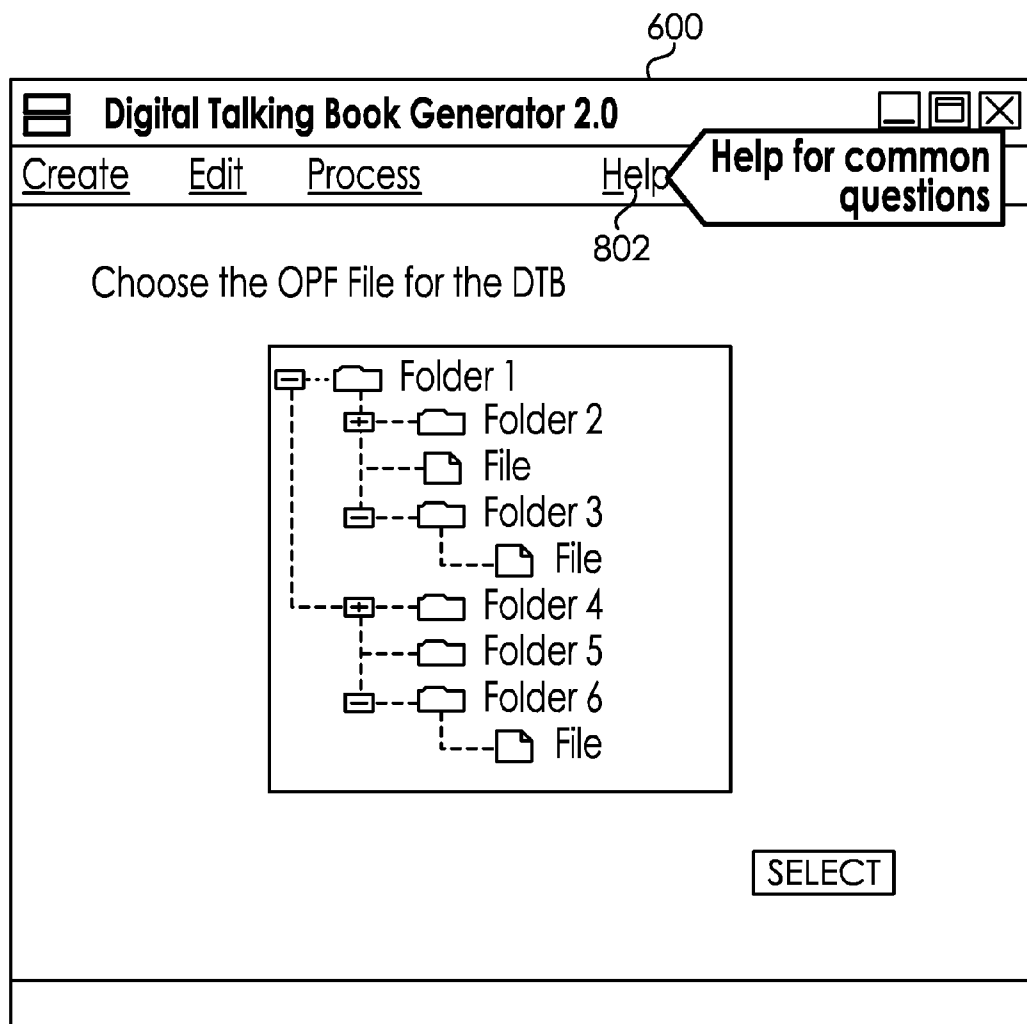 600
Digital Talking Book Generator 2.0
Create Edit Process Help
Help for common
questions
802
Choose the OPF File for the DTB
Folder 1
Folder 2
File
Folder 3
File
Folder 4
Folder 5
Folder 6
File
SELECT